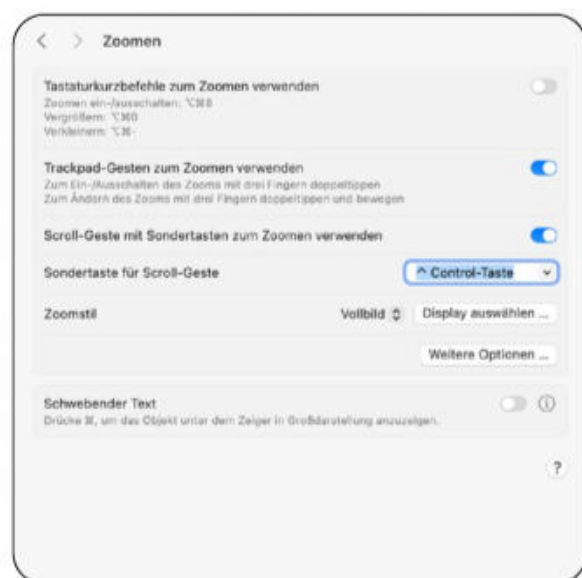 Zoomen
Tastaturkurzbefehle zum Zoomen verwenden
Zoomen ein-/ausschalten: ⌥⌘8
Vergrößern: ⌥⌘0
Verkleinern: ⌥⌘-
Trackpad-Gesten zum Zoomen verwenden
Zum Ein-/Ausschalten des Zooms mit drei Fingern doppeltippen
Zum Ändern des Zooms mit drei Fingern doppeltippen und bewegen
Scroll-Geste mit Sondertasten zum Zoomen verwenden
Sondertaste für Scroll-Geste ^ Control-Taste
Zoomstil Vollbild Display auswählen ...
Weitere Optionen ...
Schwebender Text
Drücke ⌘, um das Objekt unter dem Zeiger in Großdarstellung anzuzeigen.
?